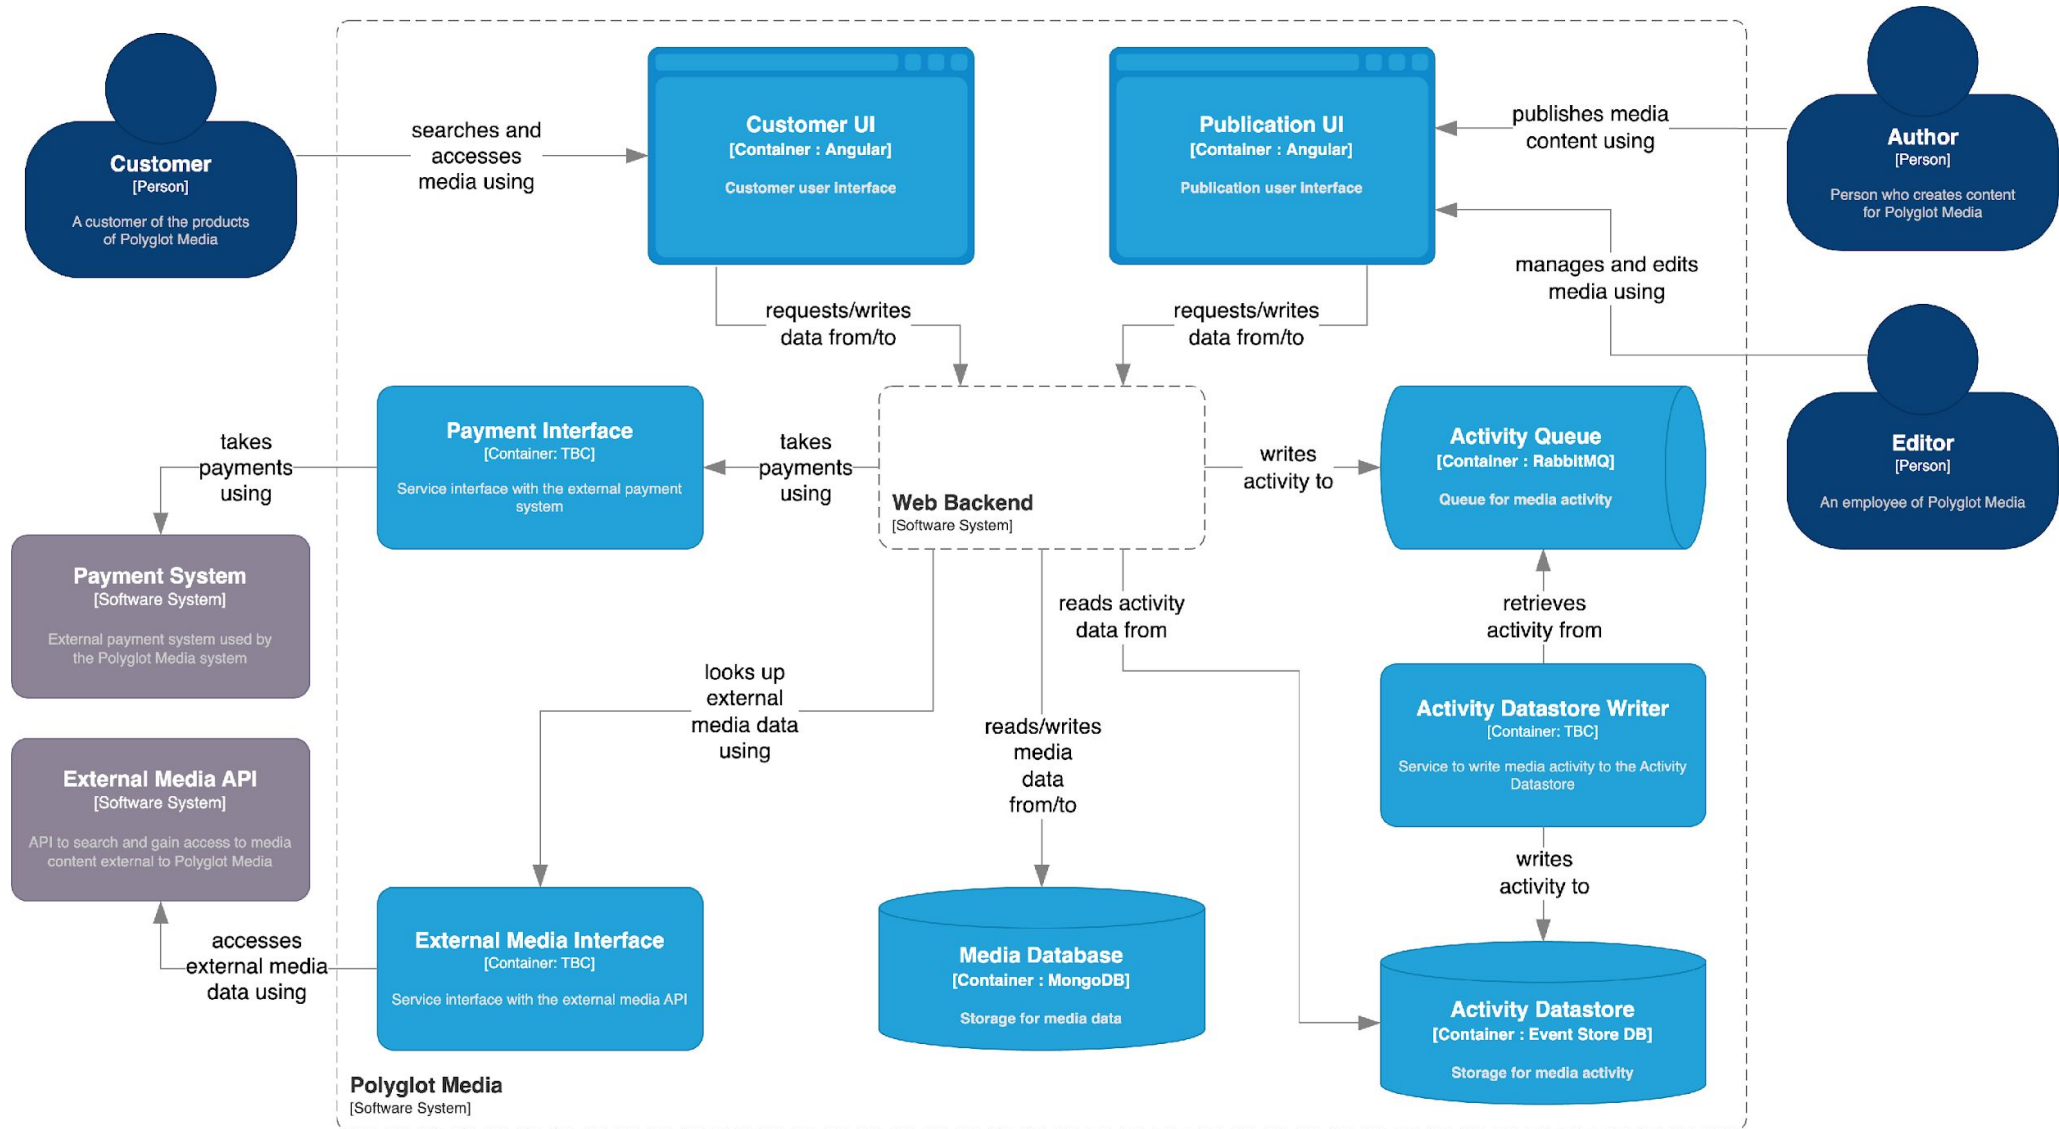 Customer
[Person]
A customer of the products
of Polyglot Media
searches and
accesses
media using
Customer UI
[Container : Angular]
Customer user interface
Publication UI
[Container : Angular]
Publication user interface
publishes media
content using
Author
[Person]
Person who creates content
for Polyglot Media
manages and edits
media using
Editor
[Person]
An employee of Polyglot Media
requests/writes
data from/to
requests/writes
data from/to
Payment Interface
[Container: TBC]
Service interface with the external payment
system
takes
payments
using
takes
payments
using
Web Backend
[Software System]
writes
activity to
Activity Queue
[Container : RabbitMQ]
Queue for media activity
Payment System
[Software System]
External payment system used by
the Polyglot Media system
reads activity
data from
retrieves
activity from
looks up
external
media data
using
reads/writes
media
data
from/to
Activity Datastore Writer
[Container: TBC]
Service to write media activity to the Activity
Datastore
External Media API
[Software System]
API to search and gain access to media
content external to Polyglot Media
writes
activity to
accesses
external media
data using
External Media Interface
[Container: TBC]
Service interface with the external media API
Media Database
[Container : MongoDB]
Storage for media data
Activity Datastore
[Container : Event Store DB]
Storage for media activity
Polyglot Media
[Software System]